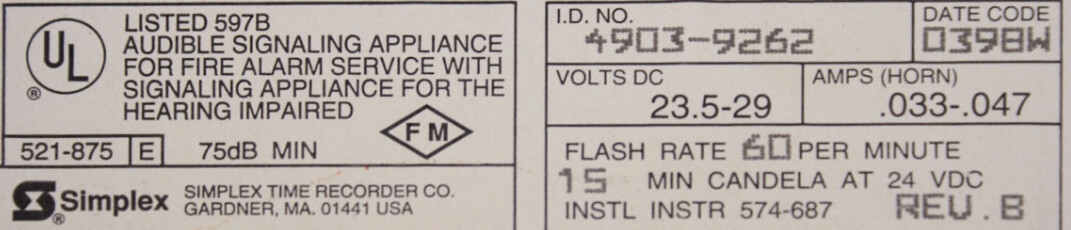 UL
®
LISTED 597B
AUDIBLE SIGNALING APPLIANCE
FOR FIRE ALARM SERVICE WITH
SIGNALING APPLIANCE FOR THE
HEARING IMPAIRED
FM
521-875 E 75dB MIN
Simplex
®
SIMPLEX TIME RECORDER CO.
GARDNER, MA. 01441 USA
I.D. NO.
4903-9262
DATE CODE
0398W
VOLTS DC
23.5-29
AMPS (HORN)
.033-.047
FLASH RATE 60 PER MINUTE
15 MIN CANDELA AT 24 VDC
INSTL INSTR 574-687 REV.B